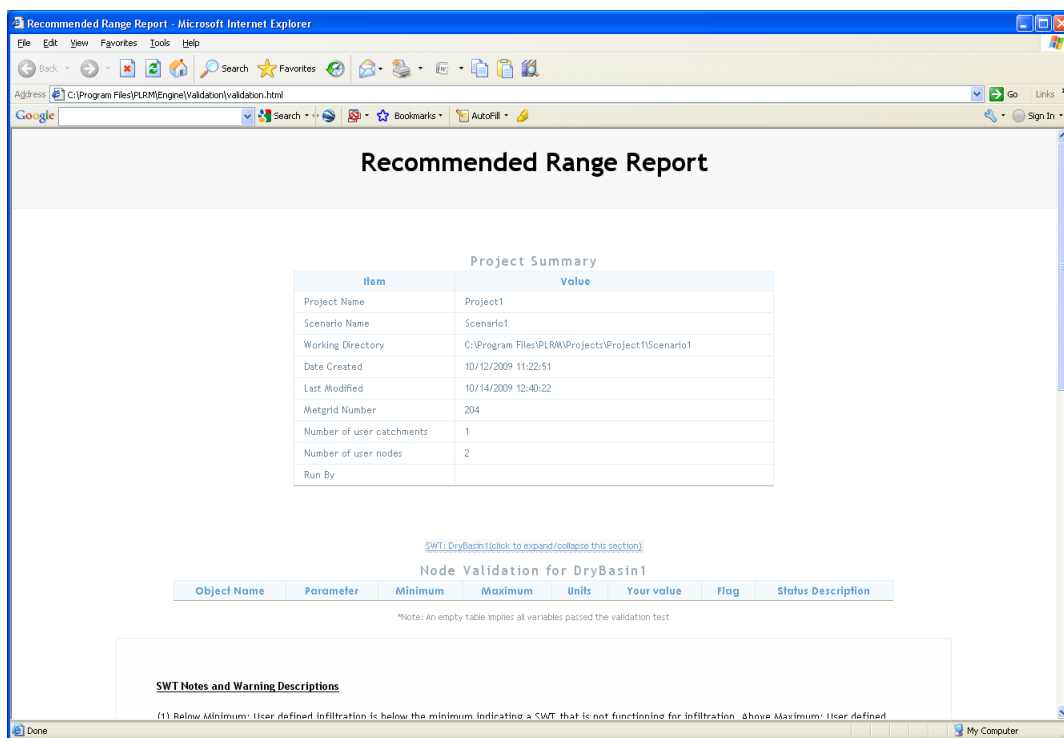 Recommended Range Report - Microsoft Internet Explorer
File Edit View Favorites Tools Help
Back Search Favorites
Address C:\Program Files\PLRM\Engine\Validation\validation.html Go Links
Google Search Bookmarks AutoFill Sign In
Recommended Range Report
Project Summary
Item Value
Project Name Project1
Scenario Name Scenario1
Working Directory C:\Program Files\PLRM\Projects\Project1\Scenario1
Date Created 10/12/2009 11:22:51
Last Modified 10/14/2009 12:40:22
Metgrid Number 204
Number of user catchments 1
Number of user nodes 2
Run By
SWT: DryBasin1(click to expand/collapse this section)
Node Validation for DryBasin1
Object Name Parameter Minimum Maximum Units Your value Flag Status Description
*Note: An empty table implies all variables passed the validation test
SWT Notes and Warning Descriptions
(1) Below Minimum: User defined infiltration is below the minimum indicating a SWT that is not functioning for infiltration. Above Maximum: User defined
Done My Computer